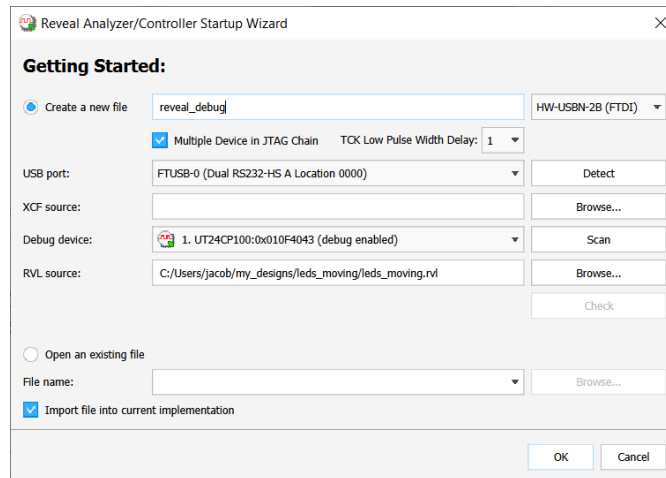 Reveal Analyzer/Controller Startup Wizard
Getting Started:
Create a new file reveal_debug HW-USBN-2B (FTDI)
Multiple Device in JTAG Chain TCK Low Pulse Width Delay: 1
USB port: FTUSB-0 (Dual RS232-HS A Location 0000) Detect
XCF source: Browse...
Debug device: 1. UT24CP100:0x010F4043 (debug enabled) Scan
RVL source: C:/Users/jacob/my_designs/leds_moving/leds_moving.rvl Browse...
Check
Open an existing file
File name: Browse...
Import file into current implementation
OK Cancel